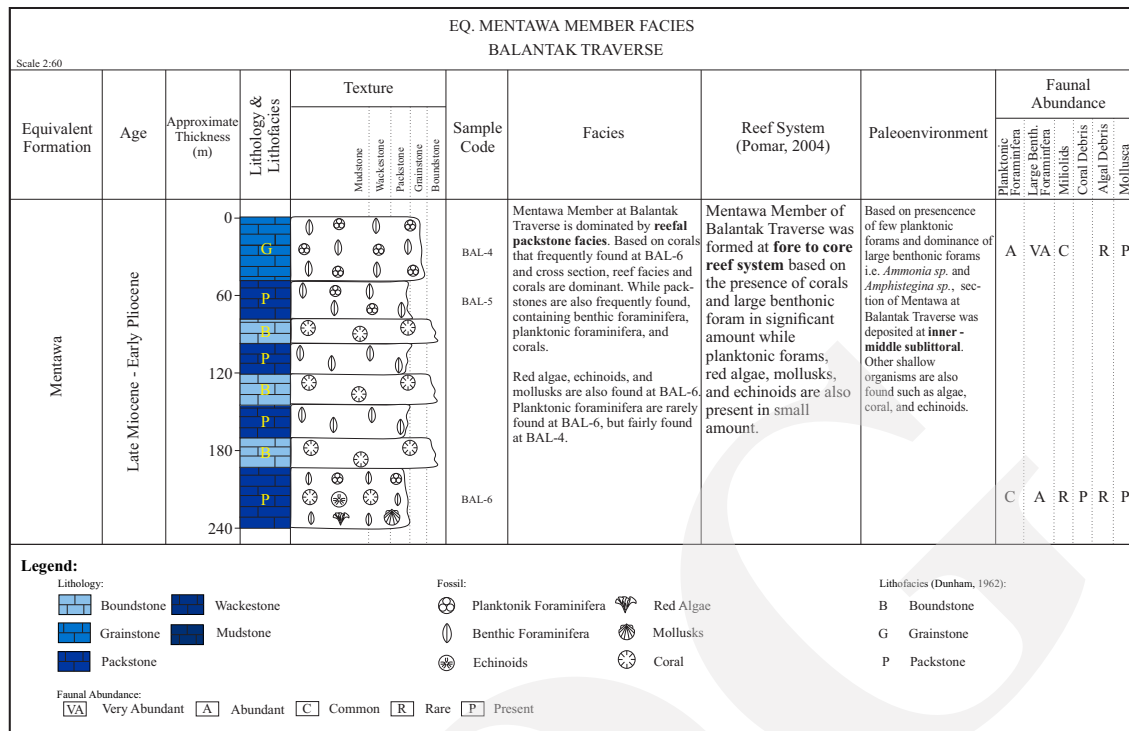 EQ. MENTAWA MEMBER FACIES
BALANTAK TRAVERSE
Scale 2:60
Equivalent
Formation
Age
Approximate
Thickness
(m)
Lithology &
Lithofacies
Texture
Mudstone
Wackestone
Packstone
Grainstone
Boundstone
Sample
Code
Facies
Reef System
(Pomar, 2004)
Paleoenvironment
Faunal
Abundance
Planktonic
Foraminfera
Large Benth.
Foraminifera
Miliolids
Coral Debris
Algal Debris
Mollusca
Mentawa
Late Miocene - Early Pliocene
0
60
120
180
240
G
P
B
P
B
P
B
P
BAL-4
BAL-5
BAL-6
Mentawa Member at Balantak
Traverse is dominated by reefal
packstone facies. Based on corals
that frequently found at BAL-6
and cross section, reef facies and
corals are dominant. While pack-
stones are also frequently found,
containing benthic foraminifera,
planktonic foraminifera, and
corals.
Red algae, echinoids, and
mollusks are also found at BAL-6.
Planktonic foraminifera are rarely
found at BAL-6, but fairly found
at BAL-4.
Mentawa Member of
Balantak Traverse was
formed at fore to core
reef system based on
the presence of corals
and large benthonic
foram in significant
amount while
planktonic forams,
red algae, mollusks,
and echinoids are also
present in small
amount.
Based on presencence
of few planktonic
forams and dominance of
large benthonic forams
i.e. Ammonia sp. and
Amphistegina sp., sec-
tion of Mentawa at
Balantak Traverse was
deposited at inner -
middle sublittoral.
Other shallow
organisms are also
found such as algae,
coral, and echinoids.
A VA C R P
C A R P R P
Legend:
Lithology:
Boundstone
Wackestone
Grainstone
Mudstone
Packstone
Fossil:
Planktonik Foraminifera
Red Algae
Benthic Foraminifera
Mollusks
Echinoids
Coral
Lithofacies (Dunham, 1962):
B Boundstone
G Grainstone
P Packstone
Faunal Abundance:
VA Very Abundant A Abundant C Common R Rare P Present